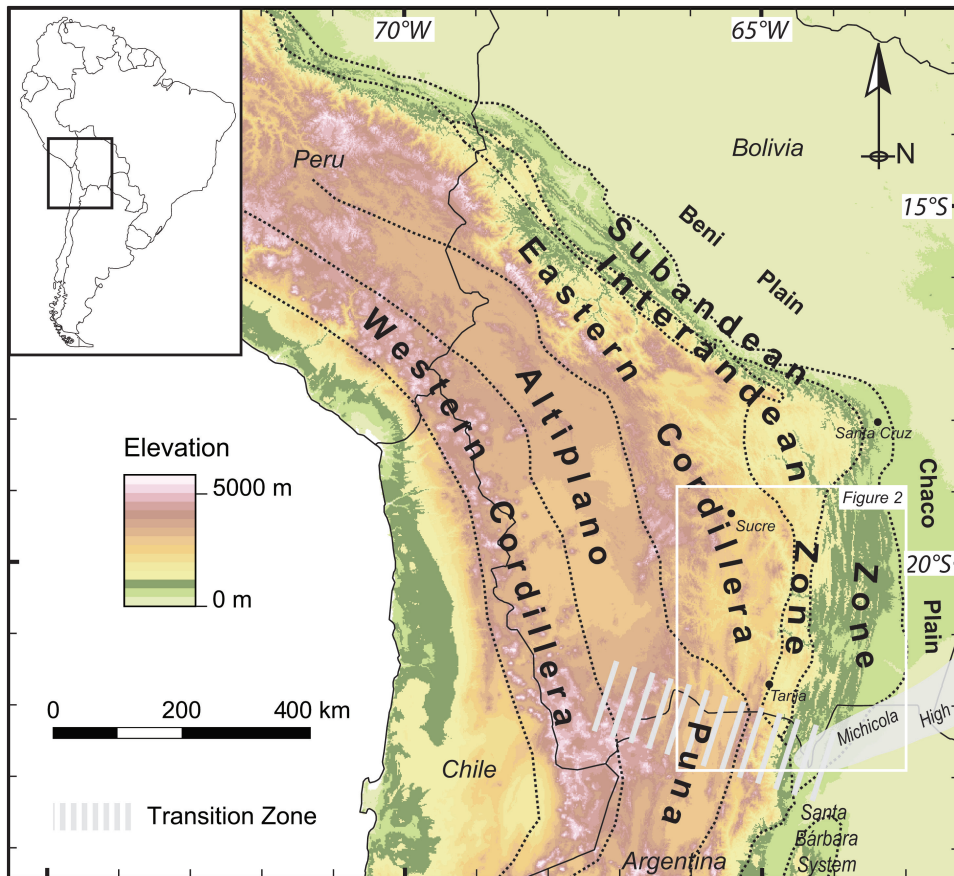 70°W
65°W
Peru
Bolivia
N
15°S
Beni
Plain
Subandean
Interandean
Eastern
Cordillera
Western
Cordillera
Altiplano
Santa Cruz
Chaco
Plain
Figure 2
Sucre
Zone
Zone
20°S
Elevation
5000 m
0 m
0 200 400 km
Tarija
Michicola
High
Puna
Chile
Transition Zone
Santa
Bárbara
System
Argentina